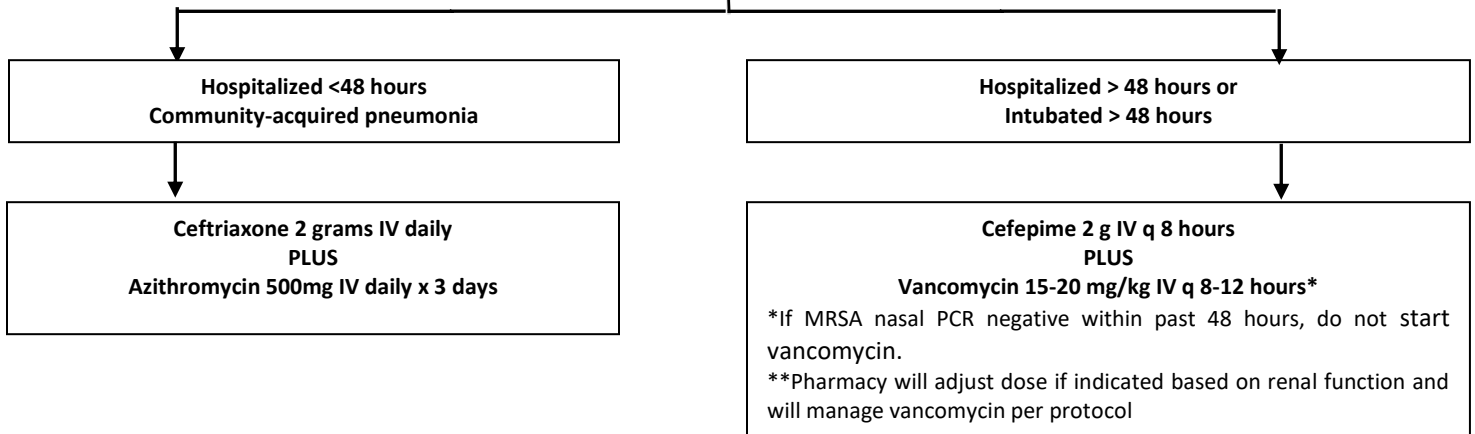 Hospitalized <48 hours
Community-acquired pneumonia
Hospitalized > 48 hours or
Intubated > 48 hours
Ceftriaxone 2 grams IV daily
PLUS
Azithromycin 500mg IV daily x 3 days
Cefepime 2 g IV q 8 hours
PLUS
Vancomycin 15-20 mg/kg IV q 8-12 hours*
*If MRSA nasal PCR negative within past 48 hours, do not start
vancomycin.
**Pharmacy will adjust dose if indicated based on renal function and
will manage vancomycin per protocol